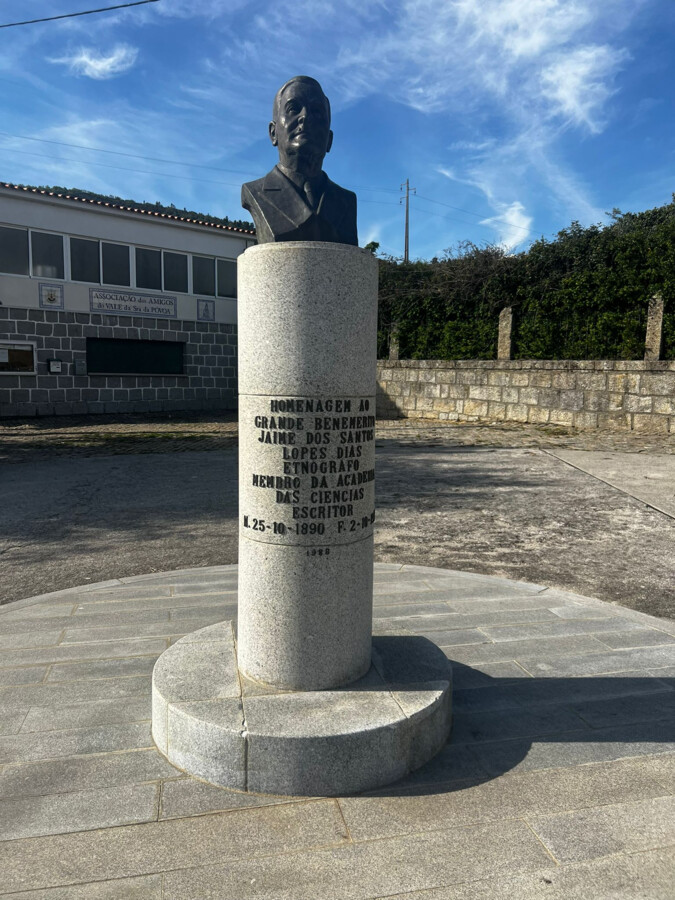 ASSOCIAÇÃO dos AMIGOS
HOMENAGEM AO
GRANDE BENEMERITO
JAIME DOS SANTOS
LOPES DIAS
ETNOGRAFO
MEMBRO DA ACADEMIA
DAS CIENCIAS
ESCRITOR
N. 25-10-1890 F. 2-10-